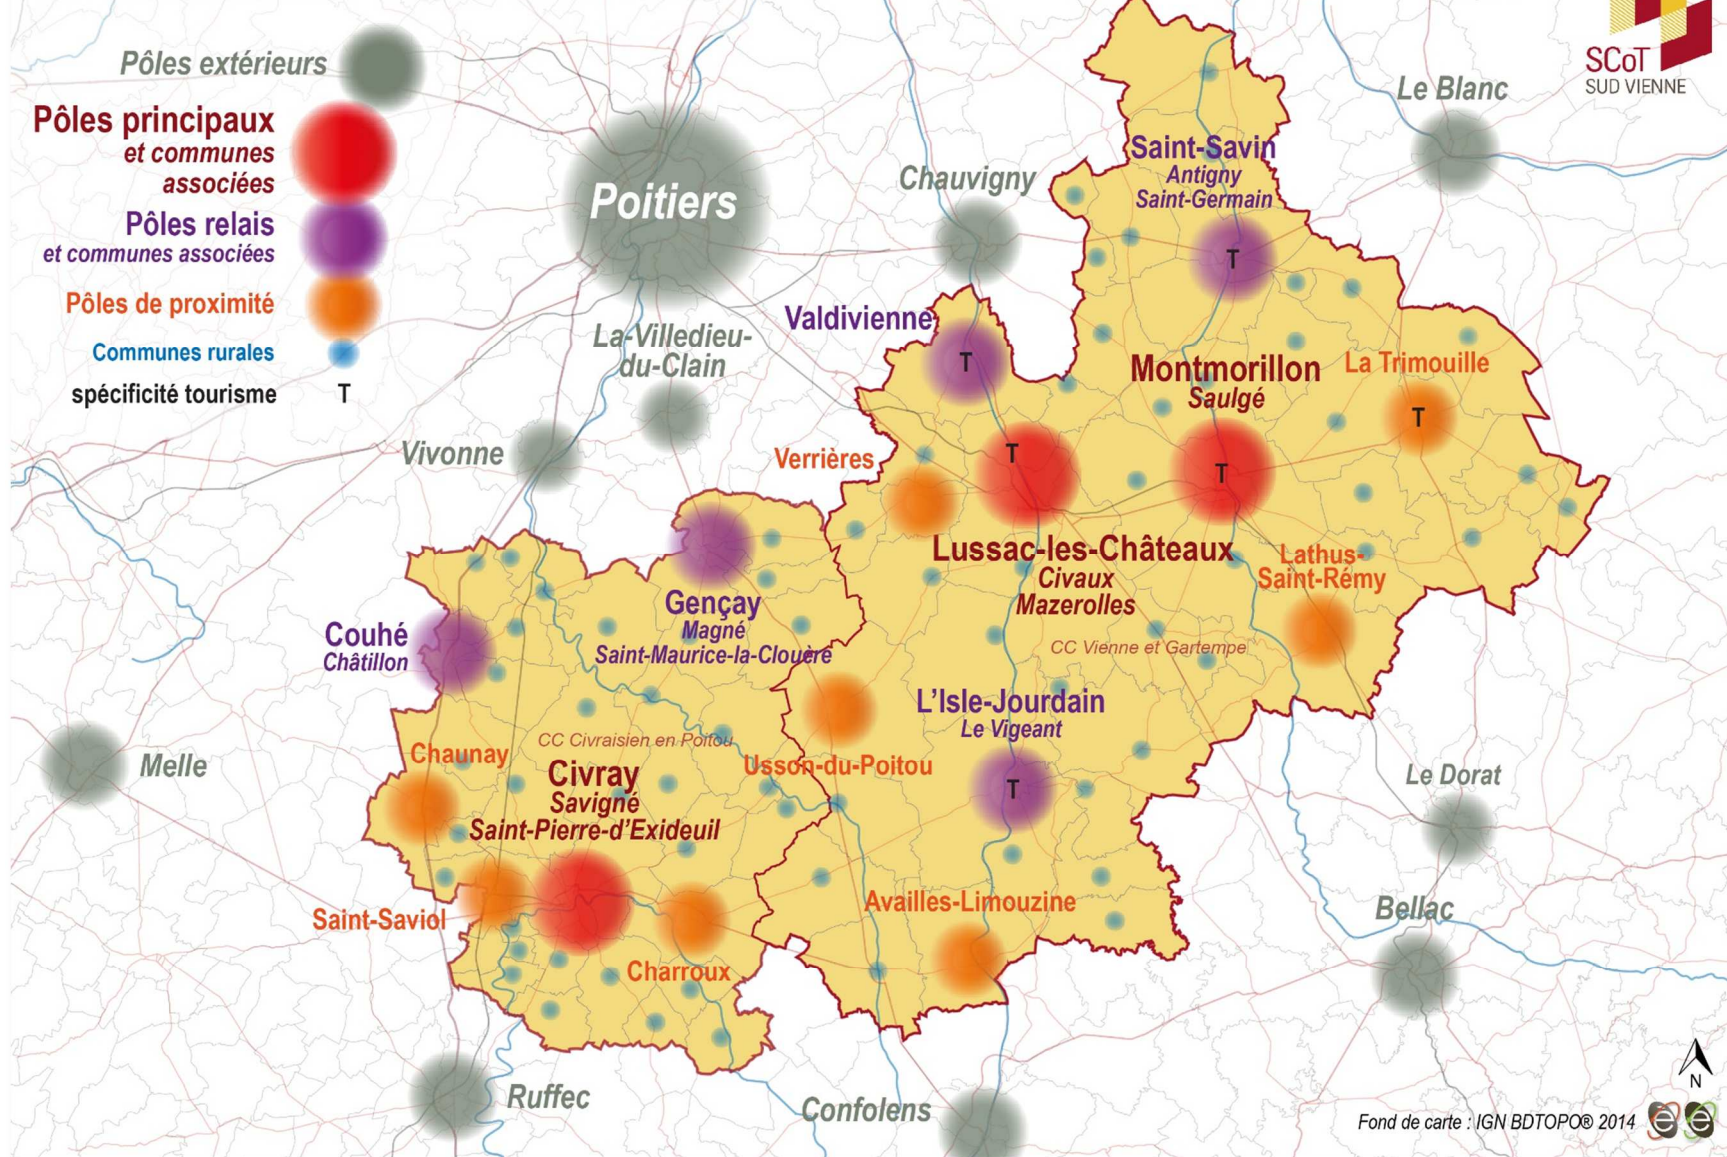 Pôles extérieurs
Pôles principaux
et communes
associées
Pôles relais
et communes associées
Pôles de proximité
Communes rurales
spécificité tourisme
T
SCoT
SUD VIENNE
Le Blanc
Poitiers
Chauvigny
Saint-Savin
Antigny
Saint-Germain
T
Valdivienne
T
La-Villedieu-
du-Clain
Montmorillon
Saulgé
T
La Trimouille
T
Vivonne
Verrières
T
Lussac-les-Châteaux
Civaux
Mazerolles
Lathus-
Saint-Rémy
CC Vienne et Gartempe
Gençay
Magné
Saint-Maurice-la-Clouère
Couhé
Châtillon
L'Isle-Jourdain
Le Vigeant
T
Melle
Chaunay
CC Civraisien en Poitou
Usson-du-Poitou
Civray
Savigné
Saint-Pierre-d'Exideuil
Le Dorat
Saint-Saviol
Availles-Limouzine
Bellac
Charroux
Ruffec
Confolens
N
Fond de carte : IGN BDTOPO® 2014
é é